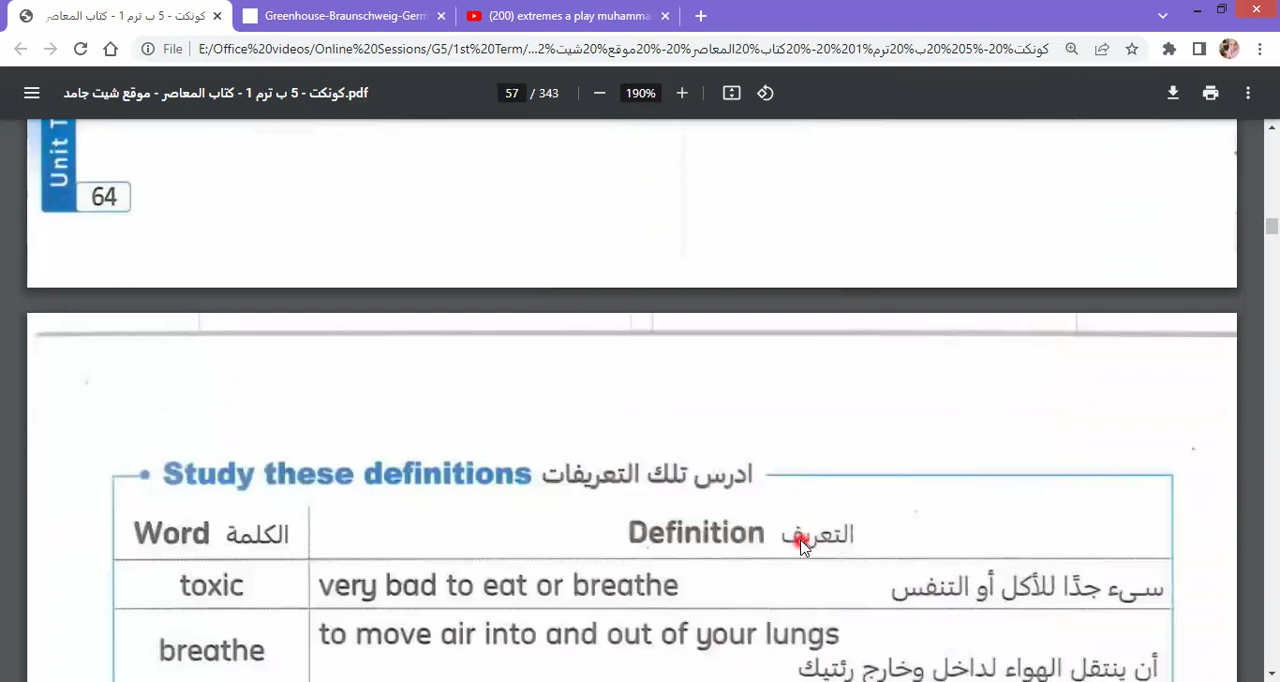 كونكت - 5 ب ترم 1 - كتاب المعاصر
Greenhouse-Braunschweig-Germ
(200) extremes a play muhamma
File
E:/Office%20videos/Online%20Sessions/G5/1st%20Term/...كونكت%20-%205%20ب%20ترم%201%20-%20كتاب%20المعاصر%20-%20موقع%20شيت%2
كونكت - 5 ب ترم 1 - كتاب المعاصر - موقع شيت جامد.pdf
57 / 343
190%
Unit T
64
Study these definitions ادرس تلك التعريفات
Word الكلمة Definition التعريف
toxic very bad to eat or breathe سىء جدًا للأكل أو التنفس
breathe to move air into and out of your lungs
أن ينتقل الهواء لداخل وخارج رئتيك